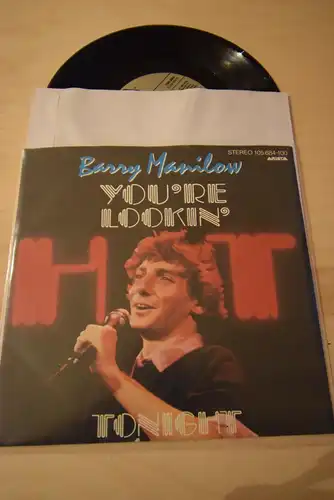 Barry Manilow
STEREO 105-684-100
ARISTA
YOU'RE
LOOKIN'
HOT
TONIGHT